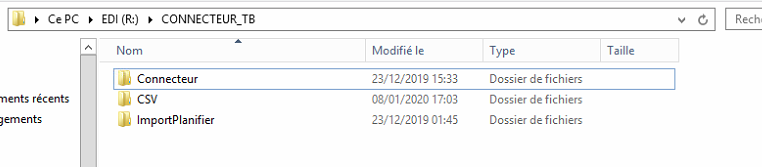 Ce PC EDI (R:) CONNECTEUR_TB Reche
Nom Modifié le Type Taille
Connecteur 23/12/2019 15:33 Dossier de fichiers
ments récents CSV 08/01/2020 17:03 Dossier de fichiers
gements ImportPlanifier 23/12/2019 01:45 Dossier de fichiers